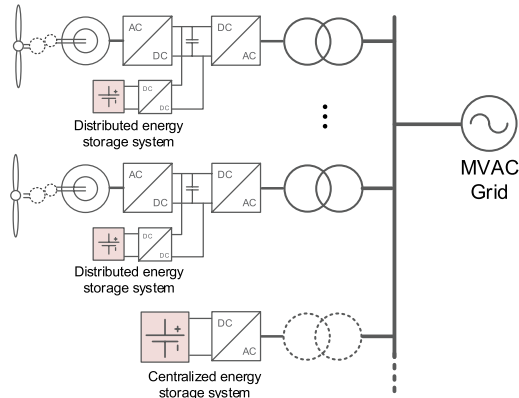 AC
DC
DC
AC
DC
DC
Distributed energy
storage system
MVAC
Grid
AC
DC
DC
AC
DC
DC
Distributed energy
storage system
DC
AC
Centralized energy
storage system